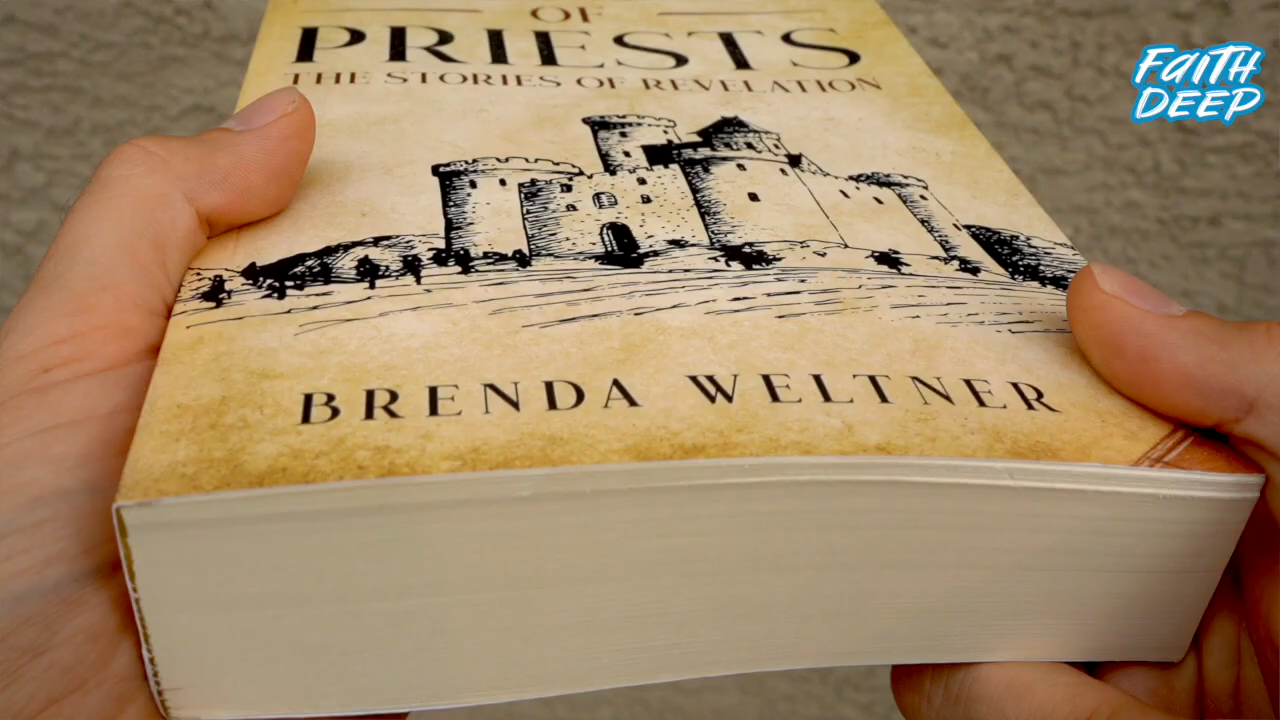 OF
PRIESTS
THE STORIES OF REVELATION
BRENDA WELTNER
FAITH
DEEP